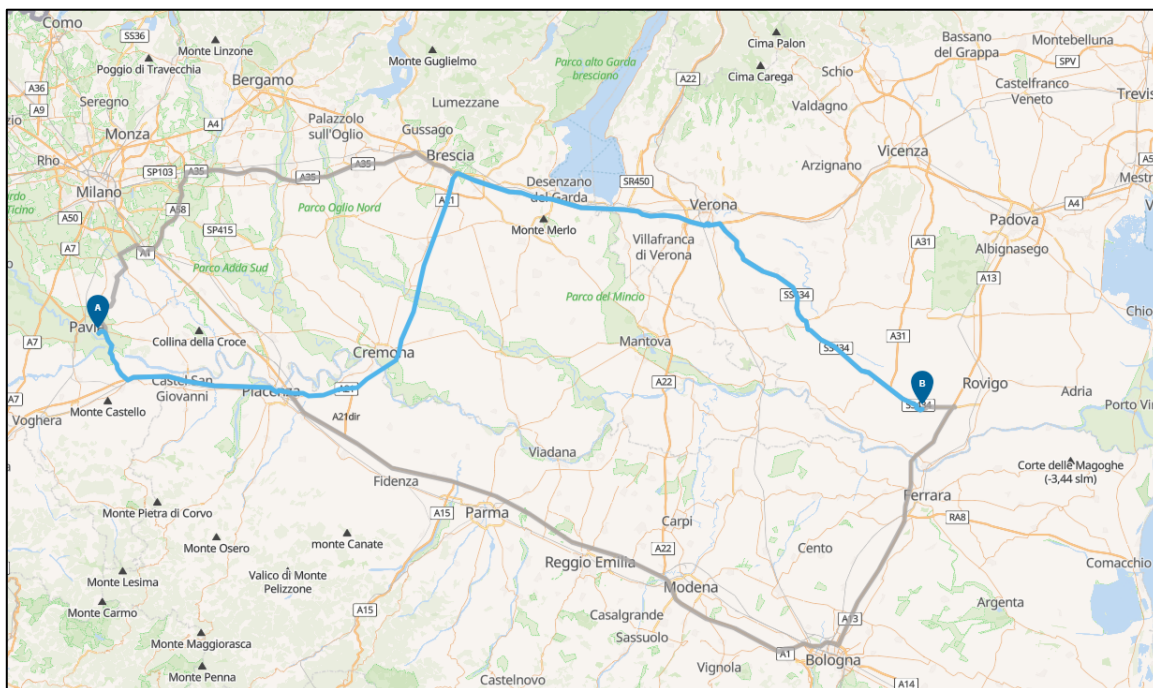 Como
SS36
Monte Linzone
Poggio di Travecchia
Monte Guglielmo
Parco alto Garda
bresciano
Cima Palon
Cima Carega
A22
Bassano
del Grappa
Montebelluna
SPV
Schio
Bergamo
A36
Seregno
A9
Lumezzane
Palazzolo
sull'Oglio
Gussago
Valdagno
Castelfranco
Veneto
Trevis
A4
Monza
Rho
SP103
A35
A35
A35
Brescia
Vicenza
Arzignano
A5
Mestr
Milano
A58
A50
SP415
Parco Oglio Nord
A21
Desenzano
del Garda
SR450
Monte Merlo
Verona
Padova
A4
Albignasego
A7
A1
Parco Adda Sud
Villafranca
di Verona
A31
A13
Parco del Mincio
SS434
Chio
A
Pavia
A7
Collina della Croce
Cremona
Mantova
SS434
A31
Castel San
Giovanni
Piacenza
A21
A22
B
SS434
Rovigo
Adria
Porto Vir
A7
Monte Castello
Voghera
A21dir
Viadana
Fidenza
Corte delle Magoghe
(-3,44 slm)
Monte Pietra di Corvo
A15
Parma
Ferrara
RA8
Carpi
monte Canate
Monte Osero
A22
Cento
Reggio Emilia
Comacchio
Monte Lesima
Valico di Monte
Pelizzone
Modena
Monte Carmo
A15
Casalgrande
Argenta
A13
Monte Maggiorasca
Sassuolo
A1
Bologna
Monte Penna
Vignola
Castelnovo
A14